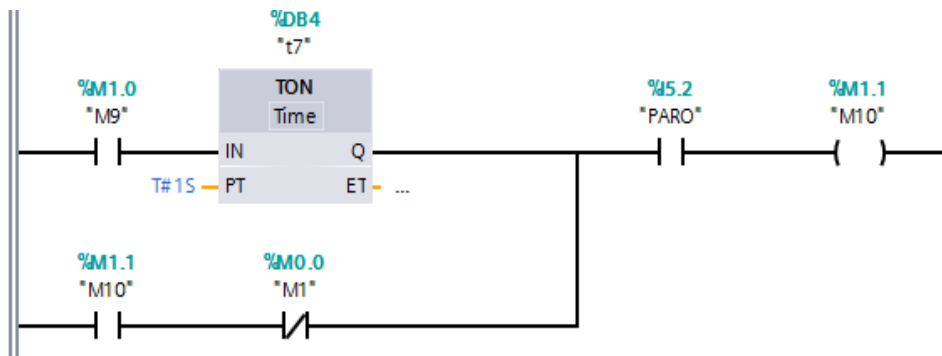 %DB4
"t7"
%M1.0
"M9"
TON
Time
%I5.2
"PARO"
%M1.1
"M10"
IN
Q
T#1S
PT
ET
...
%M1.1
"M10"
%M0.0
"M1"